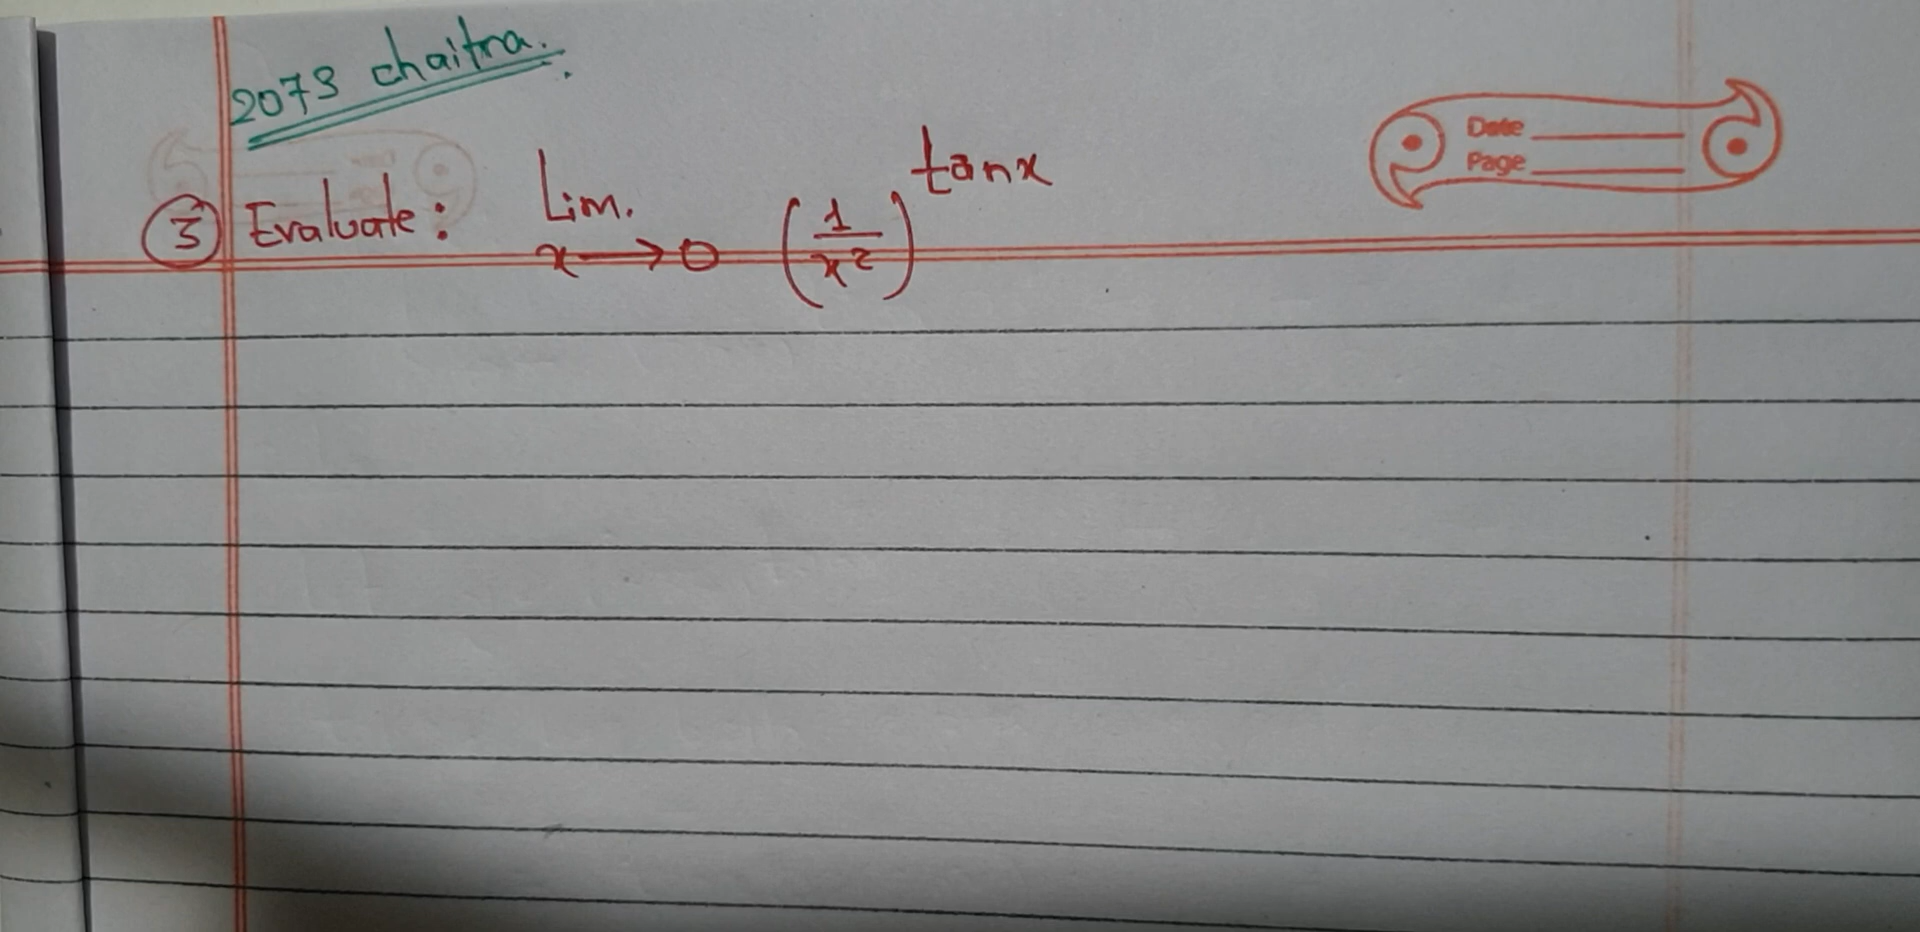 2073 chaitra.
Date
Page
③ Evaluate: Lim. x→0 (1/x²)^tanx